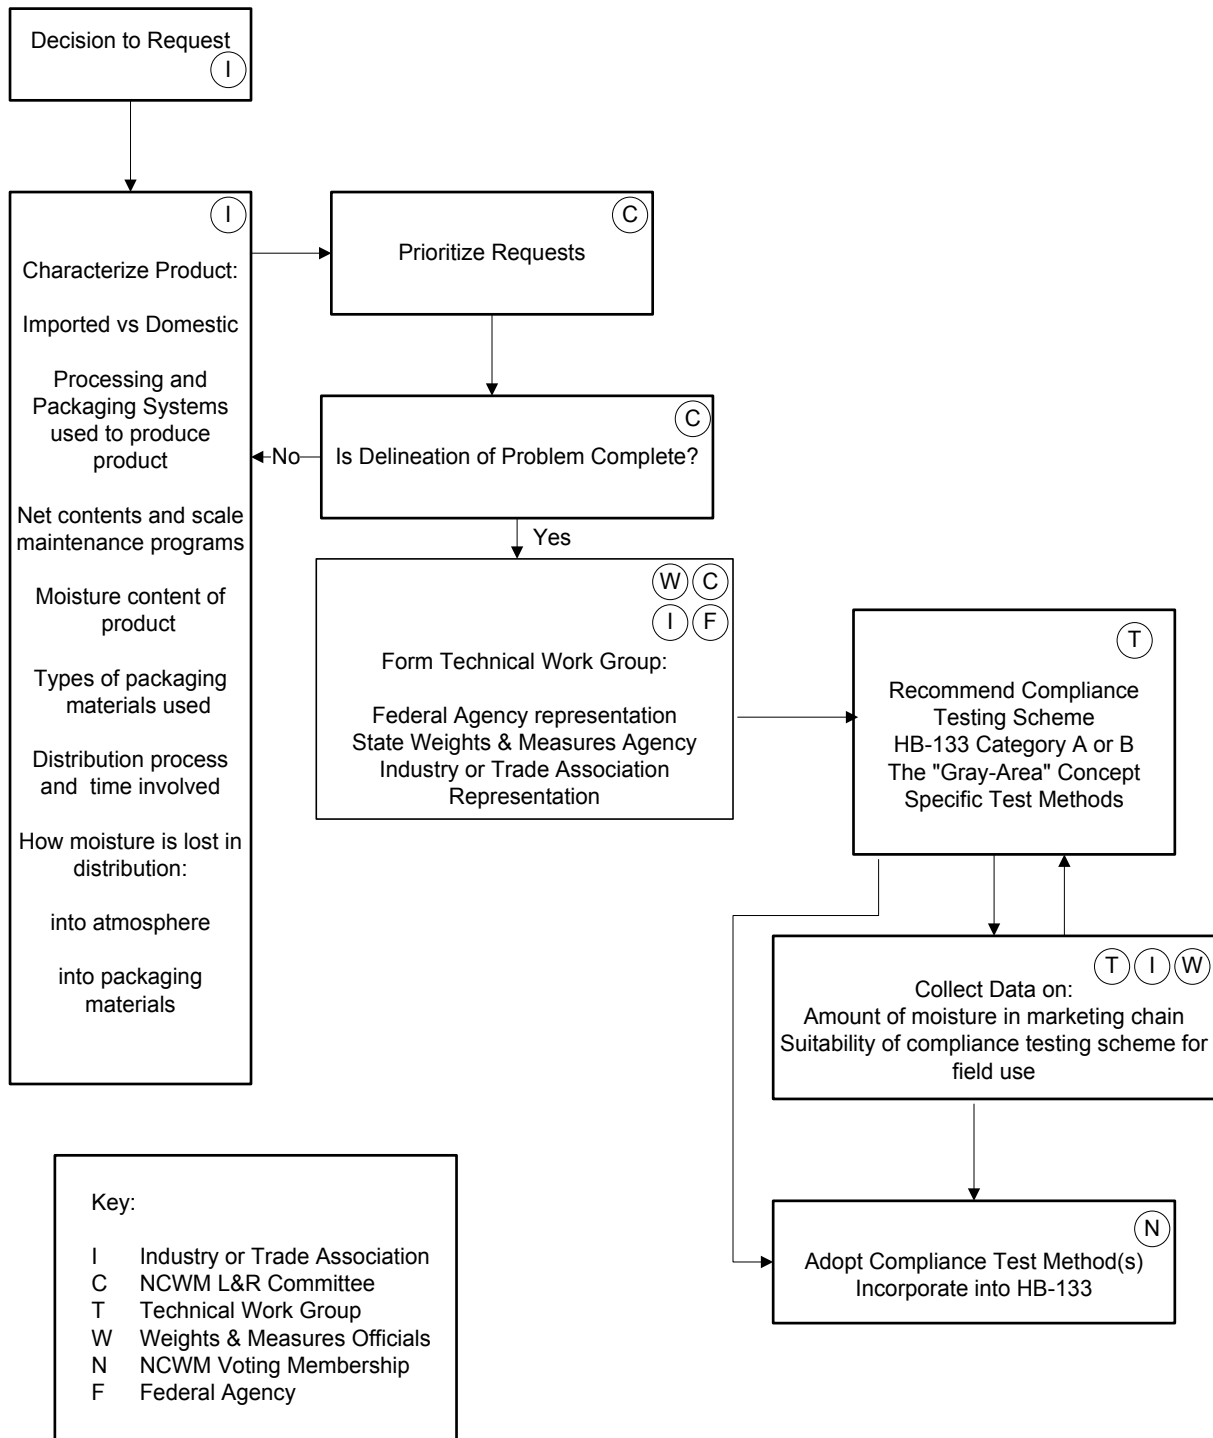 Decision to Request
I
I
Characterize Product:
Imported vs Domestic
Processing and
Packaging Systems
used to produce
product
Net contents and scale
maintenance programs
Moisture content of
product
Types of packaging
materials used
Distribution process
and time involved
How moisture is lost in
distribution:
into atmosphere
into packaging
materials
C
Prioritize Requests
C
Is Delineation of Problem Complete?
No
Yes
W C
I F
Form Technical Work Group:
Federal Agency representation
State Weights & Measures Agency
Industry or Trade Association
Representation
T
Recommend Compliance
Testing Scheme
HB-133 Category A or B
The "Gray-Area" Concept
Specific Test Methods
T I W
Collect Data on:
Amount of moisture in marketing chain
Suitability of compliance testing scheme for
field use
N
Adopt Compliance Test Method(s)
Incorporate into HB-133
Key:
I Industry or Trade Association
C NCWM L&R Committee
T Technical Work Group
W Weights & Measures Officials
N NCWM Voting Membership
F Federal Agency